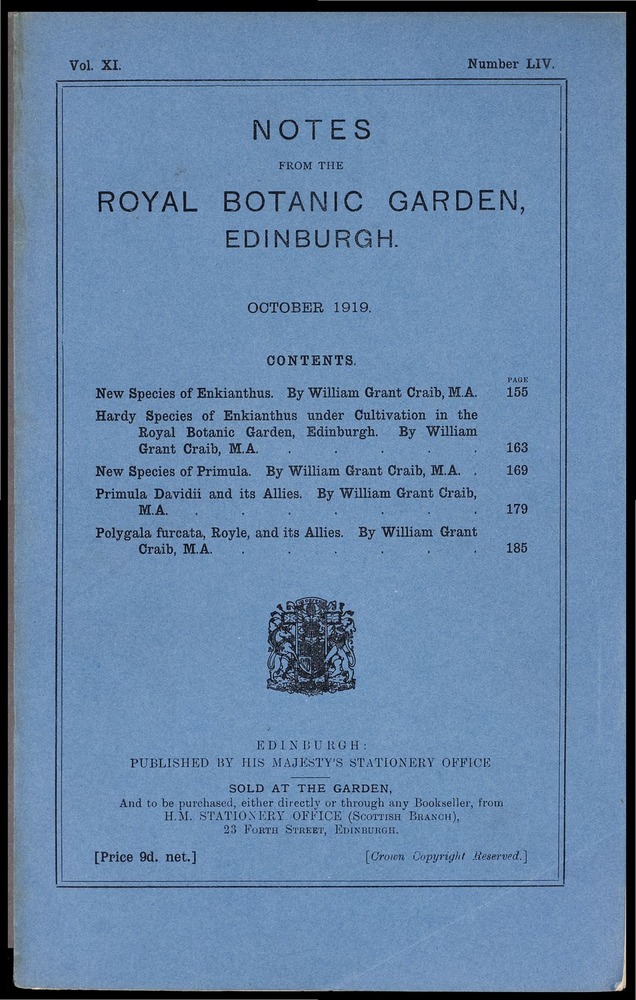 Vol. XI.
Number LIV.
NOTES
FROM THE
ROYAL BOTANIC GARDEN,
EDINBURGH.
OCTOBER 1919.
CONTENTS.
PAGE
New Species of Enkianthus. By William Grant Craib, M.A. 155
Hardy Species of Enkianthus under Cultivation in the
Royal Botanic Garden, Edinburgh. By William
Grant Craib, M.A. . . . . . 163
New Species of Primula. By William Grant Craib, M.A. . 169
Primula Davidii and its Allies. By William Grant Craib,
M.A. . . . . . . . 179
Polygala furcata, Royle, and its Allies. By William Grant
Craib, M.A. . . . . . . 185
EDINBURGH:
PUBLISHED BY HIS MAJESTY'S STATIONERY OFFICE
SOLD AT THE GARDEN,
And to be purchased, either directly or through any Bookseller, from
H.M. STATIONERY OFFICE (SCOTTISH BRANCH),
23 FORTH STREET, EDINBURGH.
[Price 9d. net.]
[Crown Copyright Reserved.]